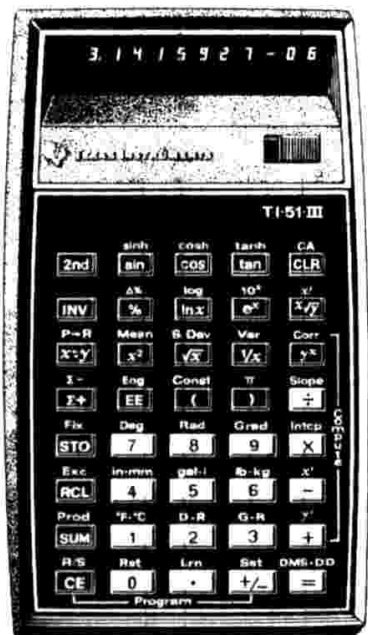 3.1415927-06
TEXAS INSTRUMENTS
TI-51-III
sinh cosh tanh CA
2nd sin cos tan CLR
Δ% log 10ˣ x!
INV % lnx eˣ ˣ√y
P→R Mean S.Dev Var Corr
x:y x² √x 1/x yˣ
Σ- Eng Const π Slope
Σ+ EE ( ) ÷
Fix Deg Rad Grad Intcp
STO 7 8 9 X
Exc in-mm gal-l lb-kg x'
RCL 4 5 6 -
Prod °F-°C D-R G-R y'
SUM 1 2 3 +
Compute
R/S Rst Lrn Sst DMS-DD
CE 0 . +/- =
Program